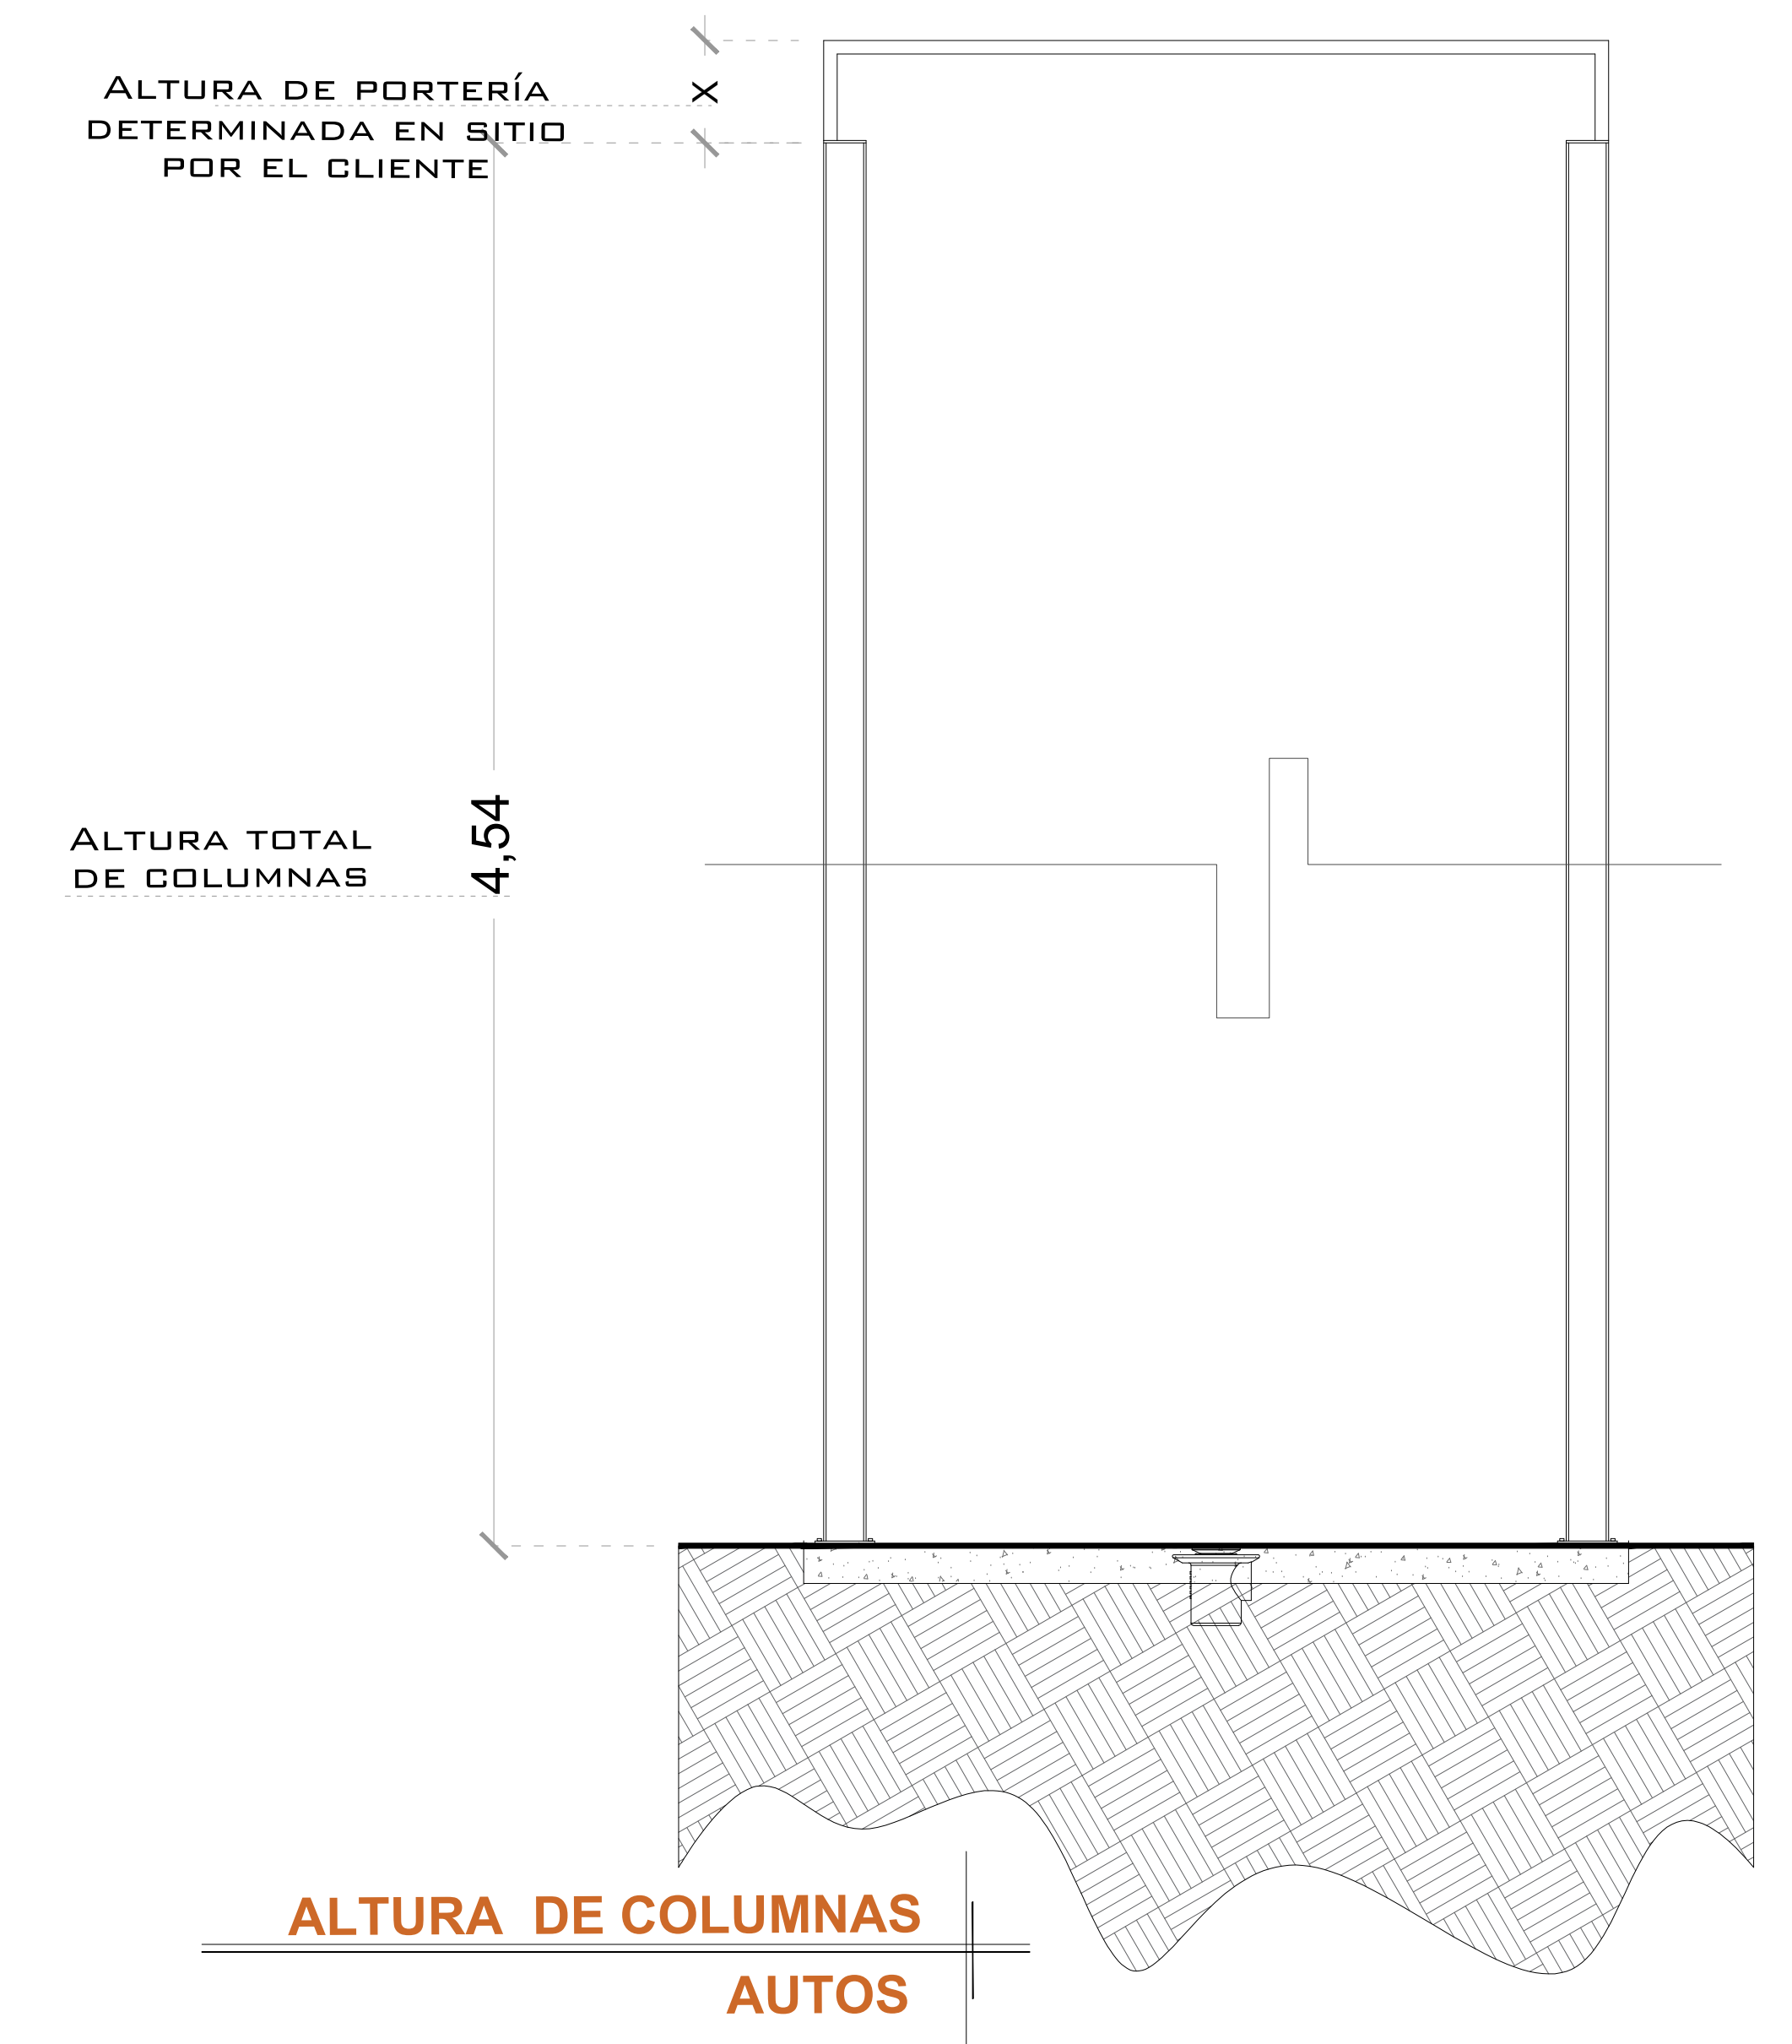 ALTURA DE PORTERÍA
DETERMINADA EN SITIO
POR EL CLIENTE
X
ALTURA TOTAL
DE COLUMNAS
4,54
ALTURA DE COLUMNAS
AUTOS